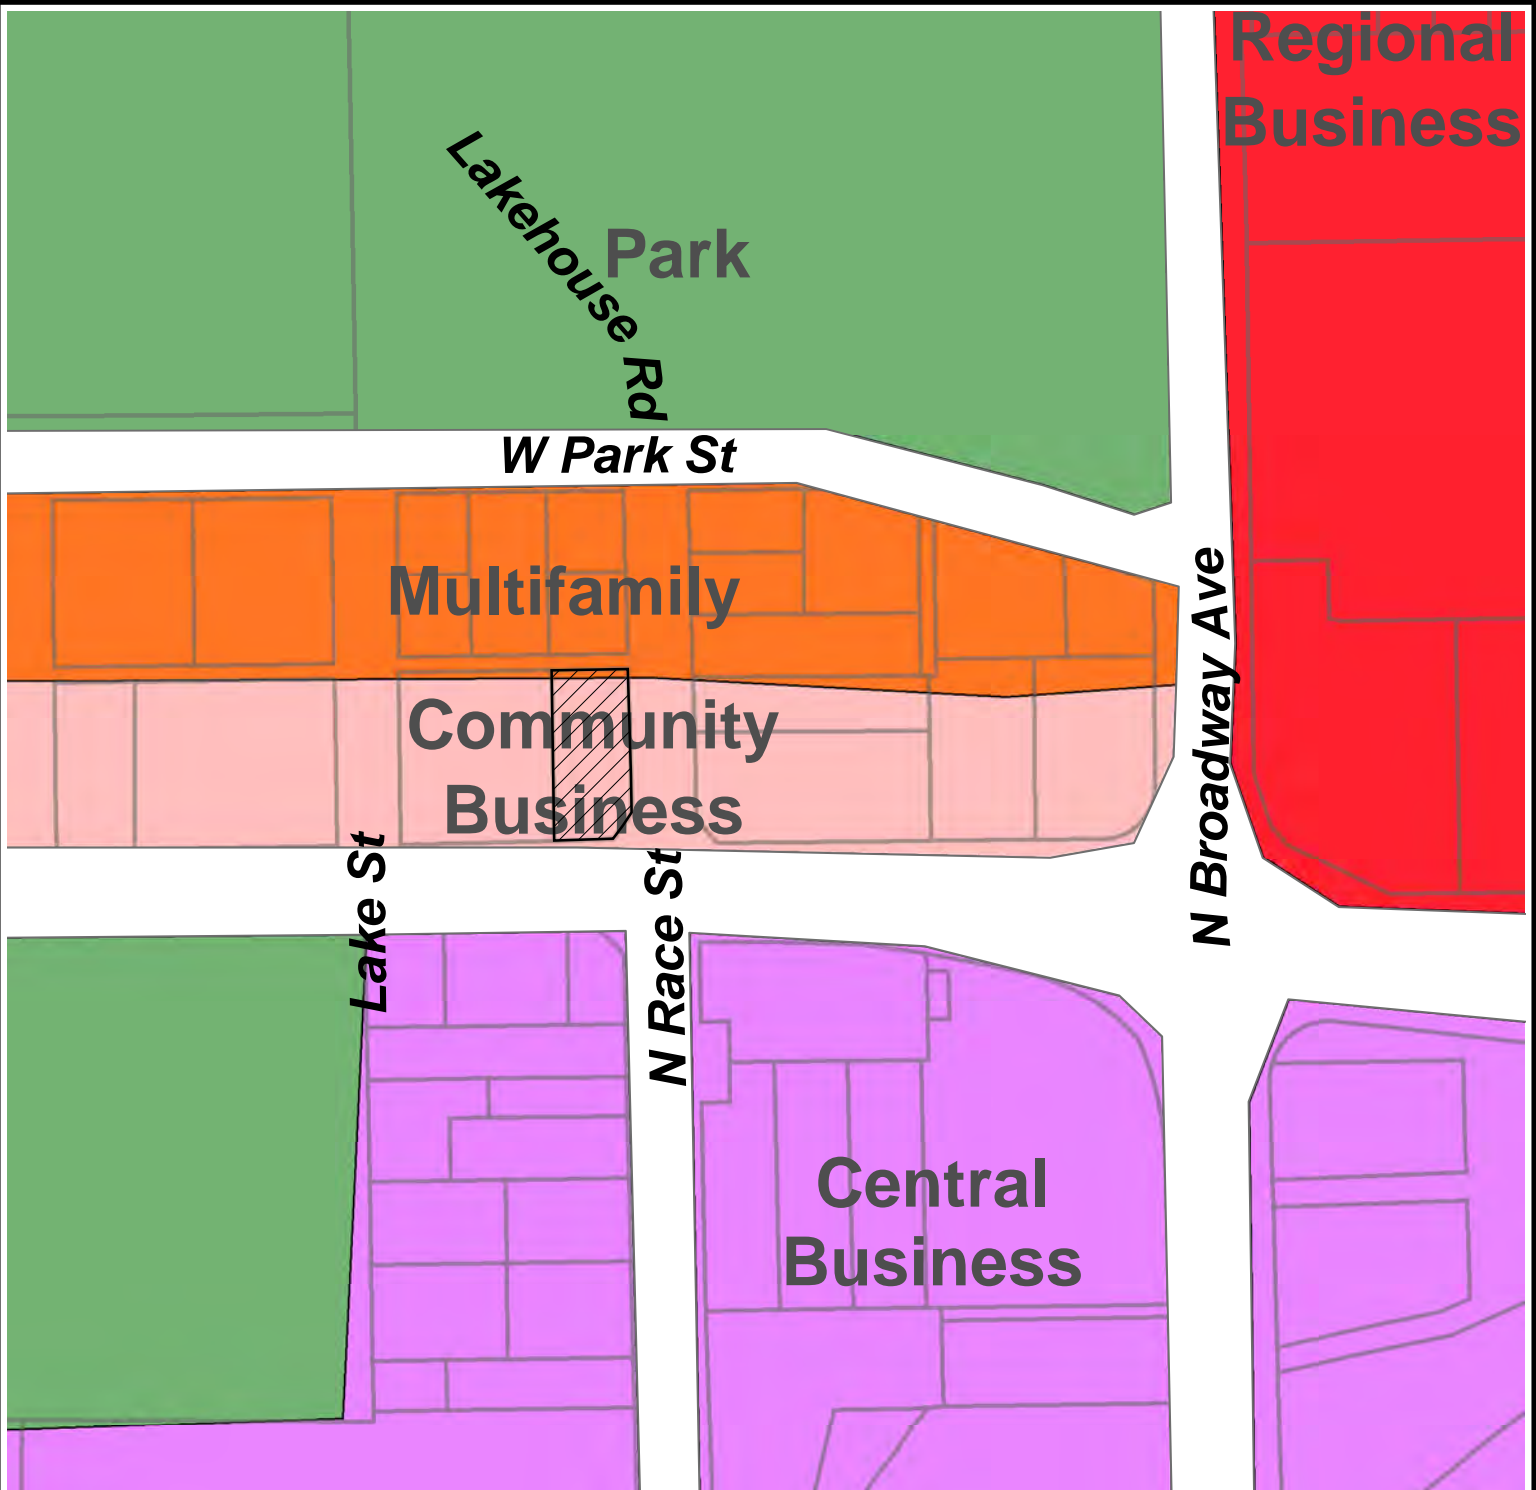 Regional
Business
Lakehouse Rd
Park
W Park St
Multifamily
N Broadway Ave
Community
Business
Lake St
N Race St
Central
Business